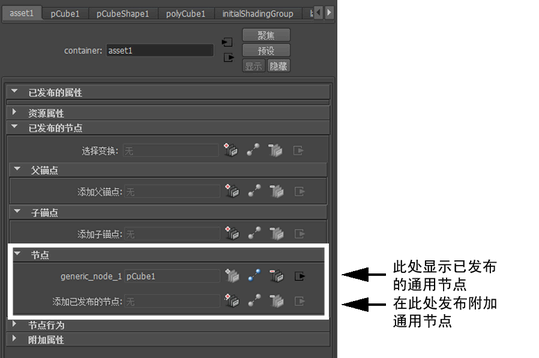 asset1 pCube1 pCubeShape1 polyCube1 initialShadingGroup
聚焦
container: asset1 预设
显示 隐藏
已发布的属性
资源属性
已发布的节点
选择变换: 无
父锚点
添加父锚点: 无
子锚点
添加子锚点: 无
节点
generic_node_1 pCube1
添加已发布的节点: 无
节点行为
附加属性
此处显示已发布
的通用节点
在此处发布附加
通用节点